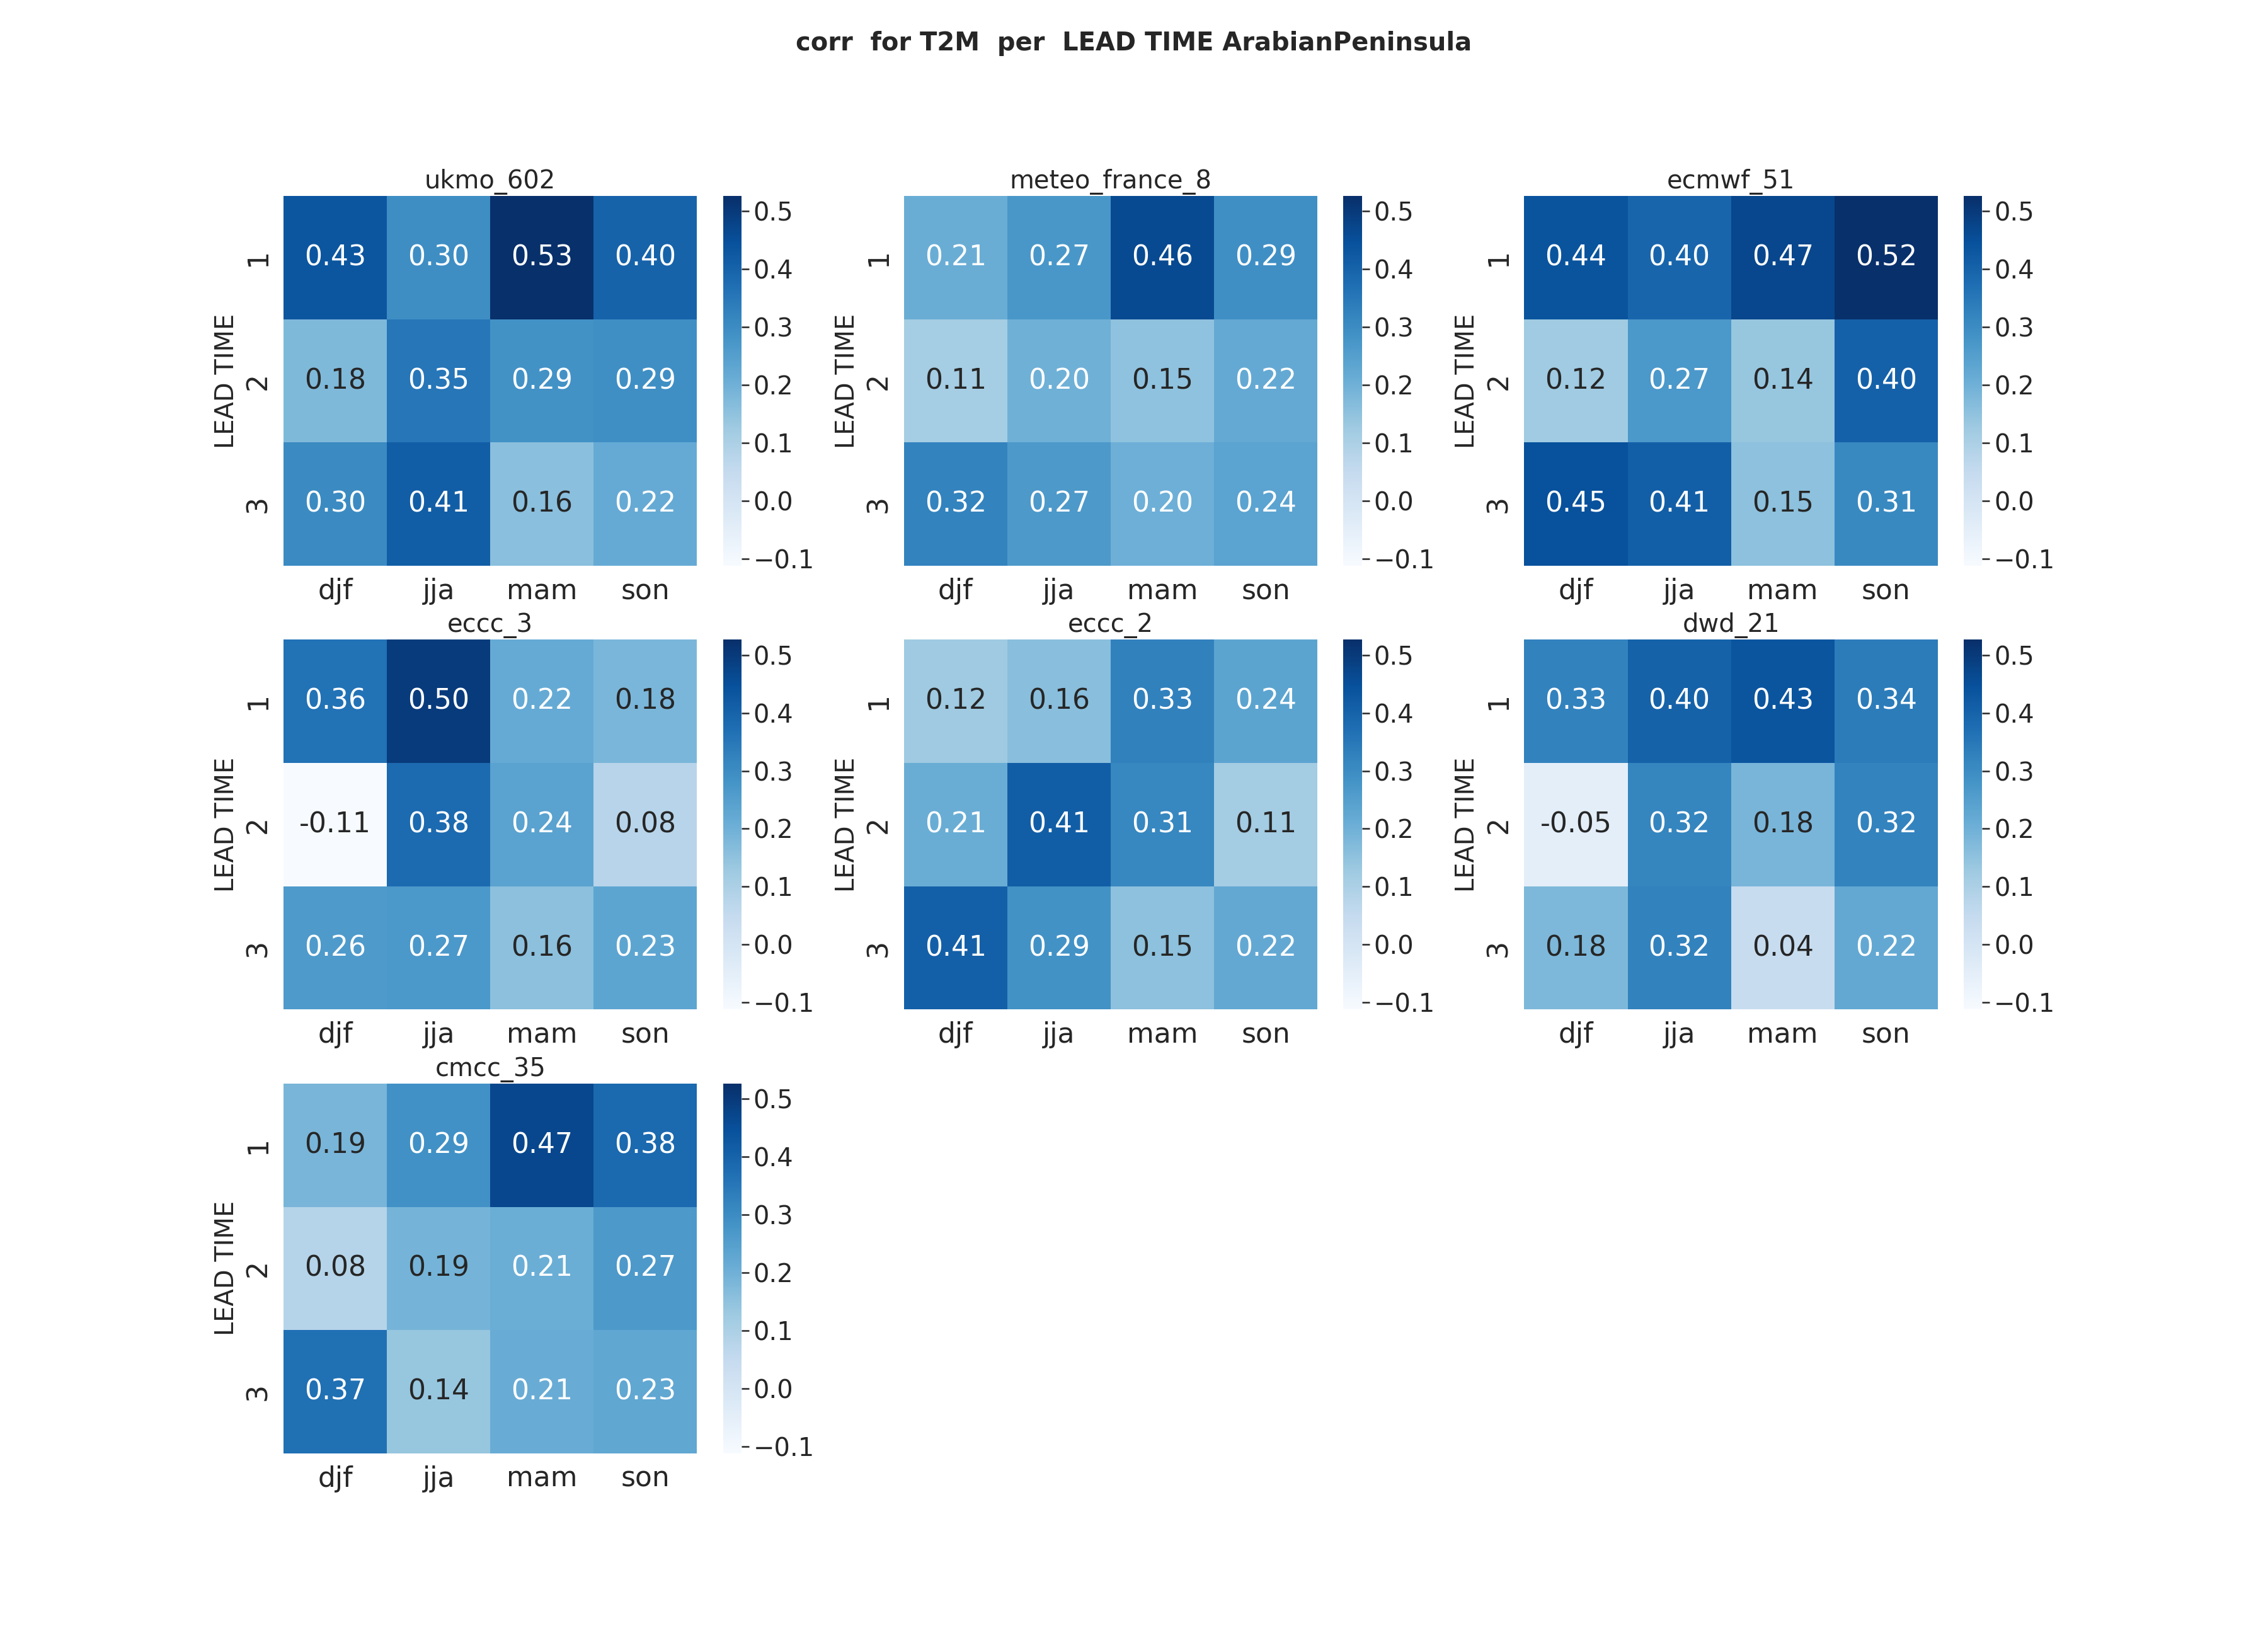 corr for T2M per LEAD TIME ArabianPeninsula
ukmo_602
LEAD TIME
1 0.43 0.30 0.53 0.40
2 0.18 0.35 0.29 0.29
3 0.30 0.41 0.16 0.22
djf jja mam son
0.5
0.4
0.3
0.2
0.1
0.0
−0.1
meteo_france_8
LEAD TIME
1 0.21 0.27 0.46 0.29
2 0.11 0.20 0.15 0.22
3 0.32 0.27 0.20 0.24
djf jja mam son
0.5
0.4
0.3
0.2
0.1
0.0
−0.1
ecmwf_51
LEAD TIME
1 0.44 0.40 0.47 0.52
2 0.12 0.27 0.14 0.40
3 0.45 0.41 0.15 0.31
djf jja mam son
0.5
0.4
0.3
0.2
0.1
0.0
−0.1
eccc_3
LEAD TIME
1 0.36 0.50 0.22 0.18
2 -0.11 0.38 0.24 0.08
3 0.26 0.27 0.16 0.23
djf jja mam son
0.5
0.4
0.3
0.2
0.1
0.0
−0.1
eccc_2
LEAD TIME
1 0.12 0.16 0.33 0.24
2 0.21 0.41 0.31 0.11
3 0.41 0.29 0.15 0.22
djf jja mam son
0.5
0.4
0.3
0.2
0.1
0.0
−0.1
dwd_21
LEAD TIME
1 0.33 0.40 0.43 0.34
2 -0.05 0.32 0.18 0.32
3 0.18 0.32 0.04 0.22
djf jja mam son
0.5
0.4
0.3
0.2
0.1
0.0
−0.1
cmcc_35
LEAD TIME
1 0.19 0.29 0.47 0.38
2 0.08 0.19 0.21 0.27
3 0.37 0.14 0.21 0.23
djf jja mam son
0.5
0.4
0.3
0.2
0.1
0.0
−0.1